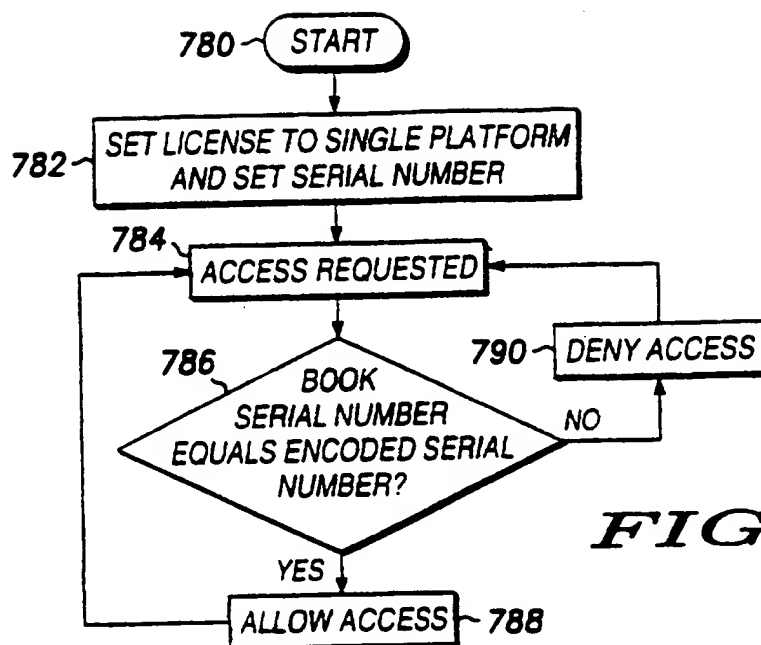 780
START
782
SET LICENSE TO SINGLE PLATFORM
AND SET SERIAL NUMBER
784
ACCESS REQUESTED
786
BOOK
SERIAL NUMBER
EQUALS ENCODED SERIAL
NUMBER?
NO
790
DENY ACCESS
FIG
YES
ALLOW ACCESS
788